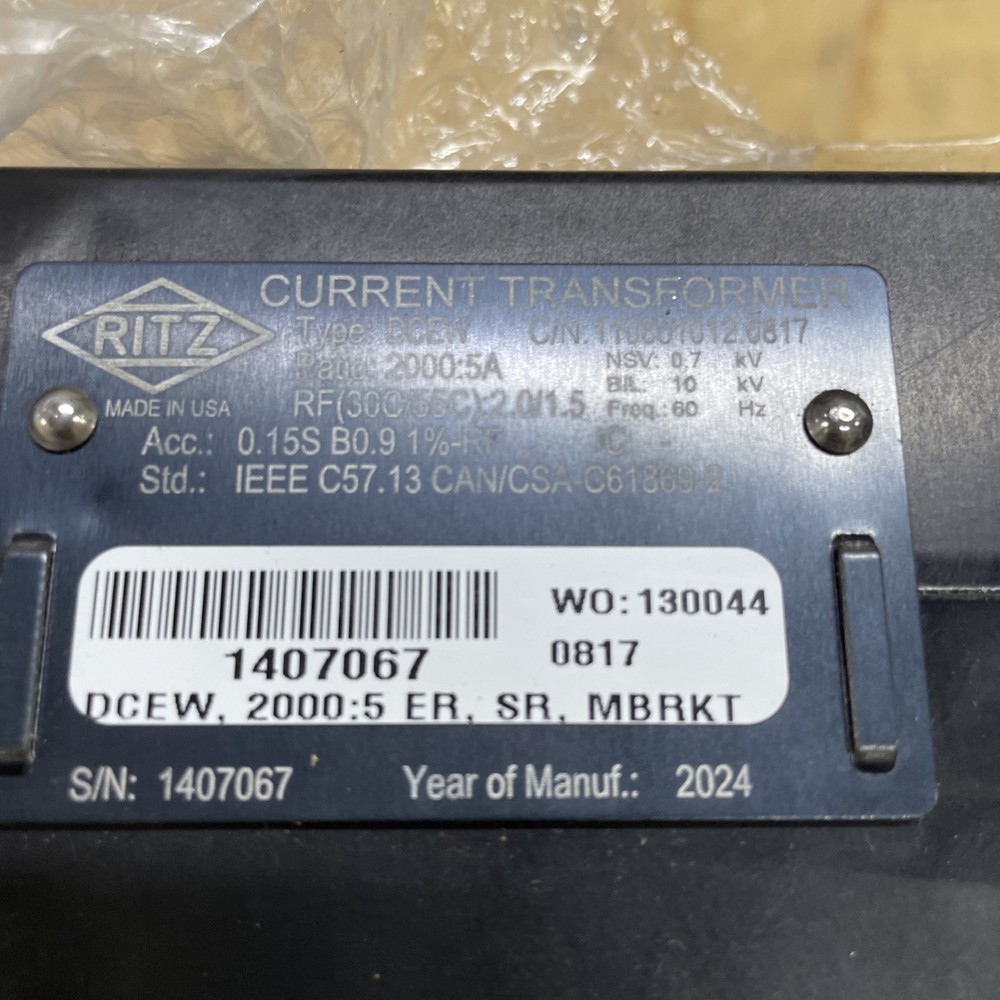 CURRENT TRANSFORMER
RITZ
Type: DCEW
Ratio: 2000:5A
NSV: 0.7 kV
BIL: 10 kV
MADE IN USA
RF(30C/55C):2.0/1.5
Freq.: 60 Hz
Acc.: 0.15S B0.9 1%-RF IC -
Std.: IEEE C57.13 CAN/CSA-C61869-2
WO:130044
1407067
0817
DCEW, 2000:5 ER, SR, MBRKT
S/N: 1407067 Year of Manuf.: 2024